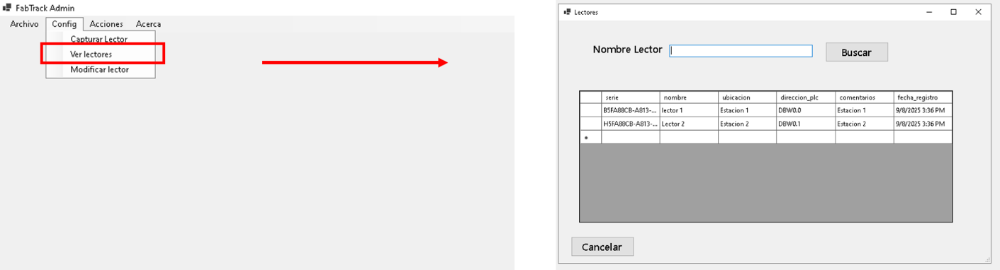 FabTrack Admin
Archivo Config Acciones Acerca
Capturar Lector
Ver lectores
Modificar lector
Lectores
Nombre Lector Buscar
serie nombre ubicacion direccion_plc comentarios fecha_registro
B5FA88CB-A813-... lector 1 Estacion 1 DBW0.0 Estacion 1 9/8/2025 3:36 PM
H5FA88CB-A813-... Lector 2 Estacion 2 DBW0.1 Estacion 2 9/8/2025 3:36 PM
*
Cancelar